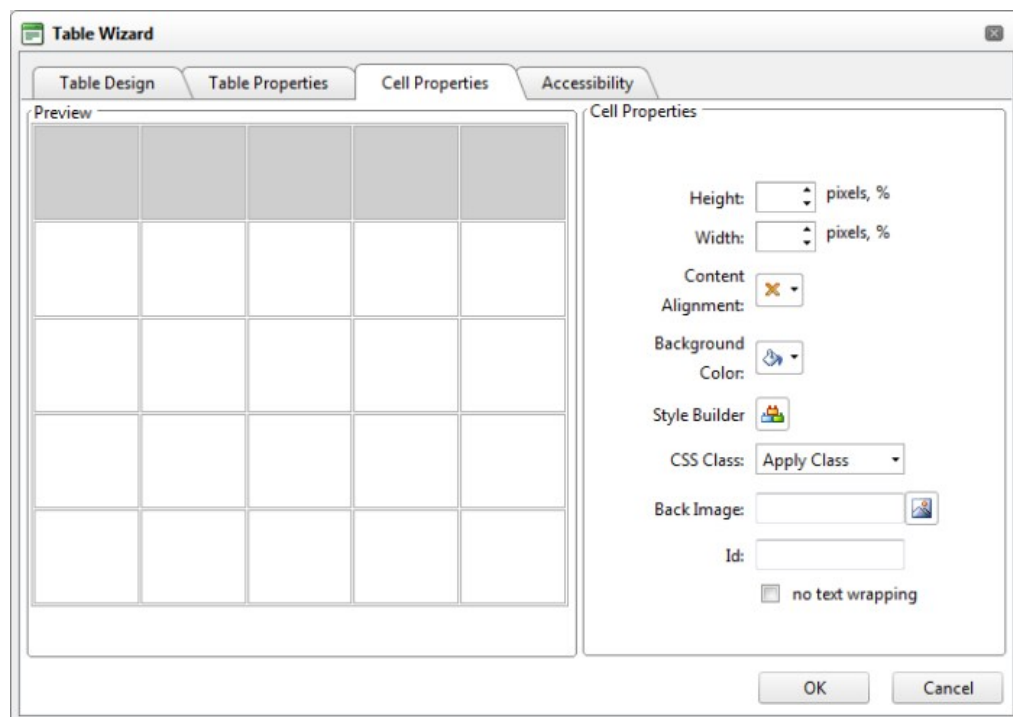 Table Wizard
Table Design
Table Properties
Cell Properties
Accessibility
Preview
Cell Properties
Height:
pixels, %
Width:
pixels, %
Content
Alignment:
Background
Color:
Style Builder
CSS Class:
Apply Class
Back Image:
Id:
no text wrapping
OK
Cancel